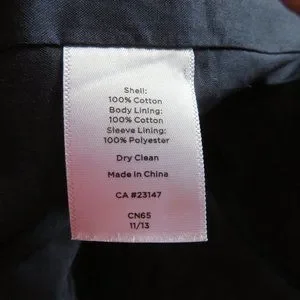 Shell:
100% Cotton
Body Lining:
100% Cotton
Sleeve Lining:
100% Polyester
Dry Clean
Made in China
CA #23147
CN65
11/13